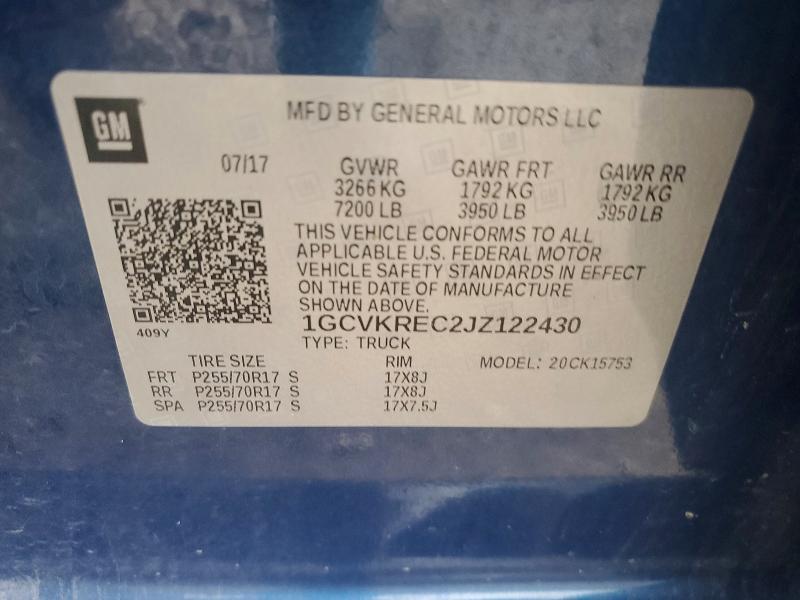 GM
MFD BY GENERAL MOTORS LLC
07/17 GVWR GAWR FRT GAWR RR
3266 KG 1792 KG 1792 KG
7200 LB 3950 LB 3950 LB
THIS VEHICLE CONFORMS TO ALL
APPLICABLE U.S. FEDERAL MOTOR
VEHICLE SAFETY STANDARDS IN EFFECT
ON THE DATE OF MANUFACTURE
SHOWN ABOVE.
1GCVKREC2JZ122430
409Y
TYPE: TRUCK
TIRE SIZE RIM MODEL: 20CK15753
FRT P255/70R17 S 17X8J
RR P255/70R17 S 17X8J
SPA P255/70R17 S 17X7.5J